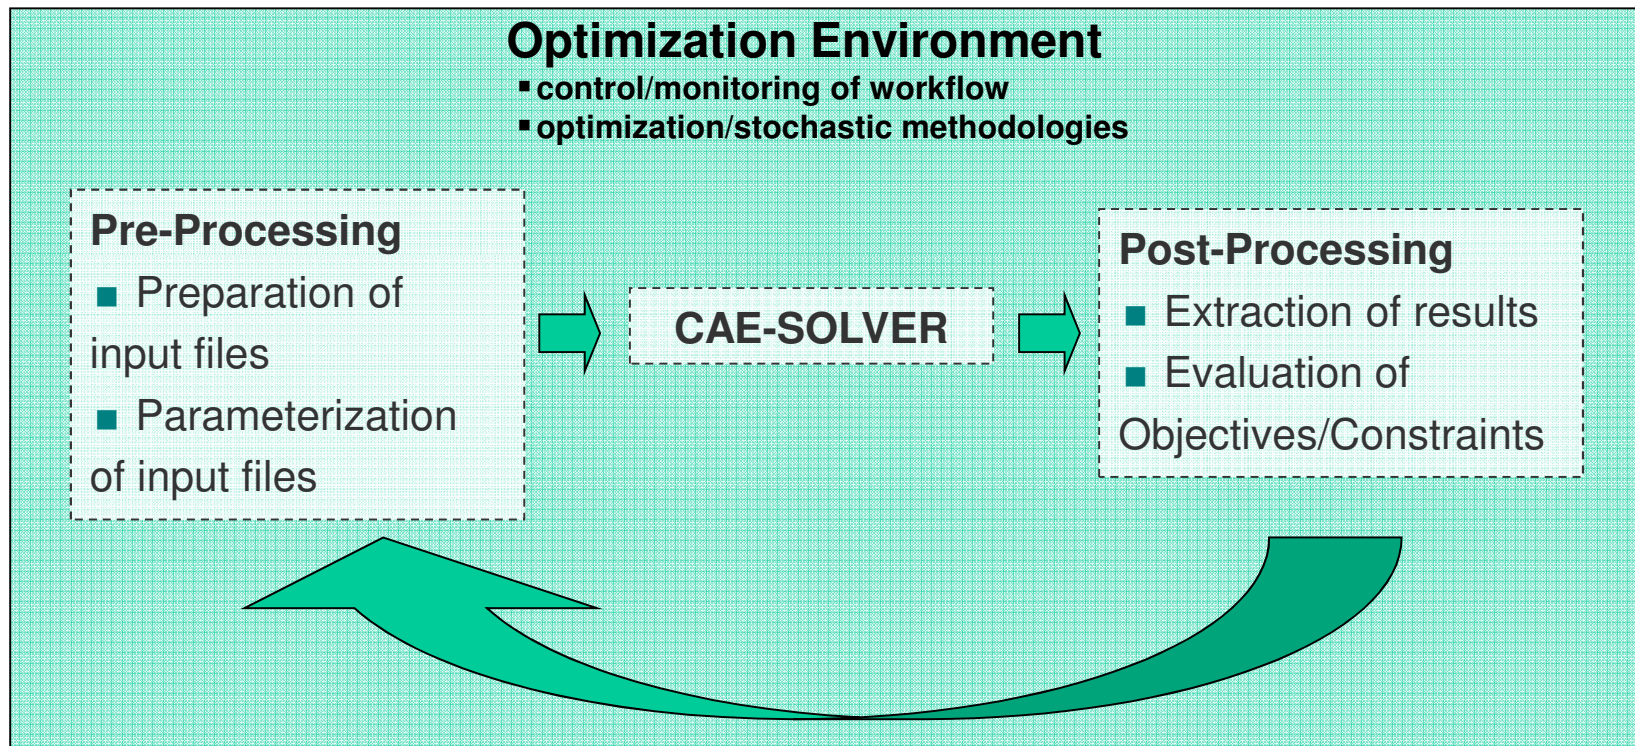 Optimization Environment
▪ control/monitoring of workflow
▪ optimization/stochastic methodologies
Pre-Processing
■ Preparation of
input files
■ Parameterization
of input files
CAE-SOLVER
Post-Processing
■ Extraction of results
■ Evaluation of
Objectives/Constraints